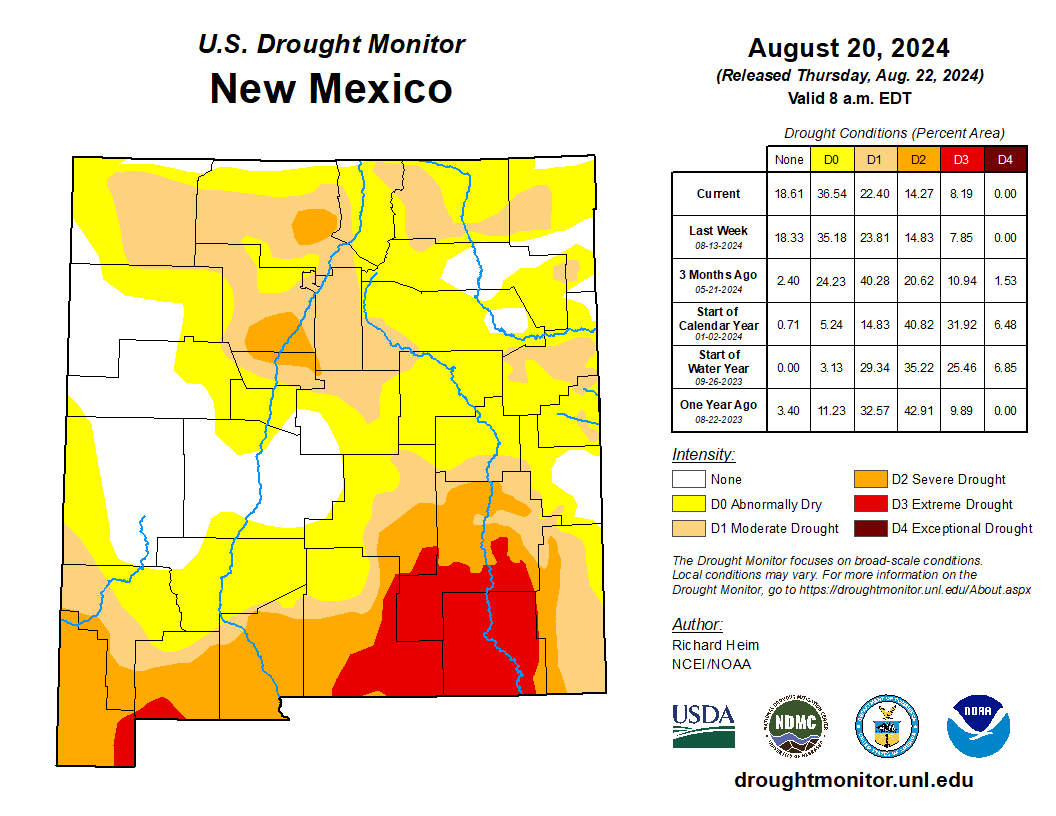 U.S. Drought Monitor
New Mexico
August 20, 2024
(Released Thursday, Aug. 22, 2024)
Valid 8 a.m. EDT
Drought Conditions (Percent Area)
None D0 D1 D2 D3 D4
Current 18.61 36.54 22.40 14.27 8.19 0.00
Last Week 18.33 35.18 23.81 14.83 7.85 0.00
08-13-2024
3 Months Ago 2.40 24.23 40.28 20.62 10.94 1.53
05-21-2024
Start of
Calendar Year 0.71 5.24 14.83 40.82 31.92 6.48
01-02-2024
Start of
Water Year 0.00 3.13 29.34 35.22 25.46 6.85
09-26-2023
One Year Ago 3.40 11.23 32.57 42.91 9.89 0.00
08-22-2023
Intensity:
None
D0 Abnormally Dry
D1 Moderate Drought
D2 Severe Drought
D3 Extreme Drought
D4 Exceptional Drought
The Drought Monitor focuses on broad-scale conditions.
Local conditions may vary. For more information on the
Drought Monitor, go to https://droughtmonitor.unl.edu/About.aspx
Author:
Richard Heim
NCEI/NOAA
USDA
NDMC
NOAA
droughtmonitor.unl.edu